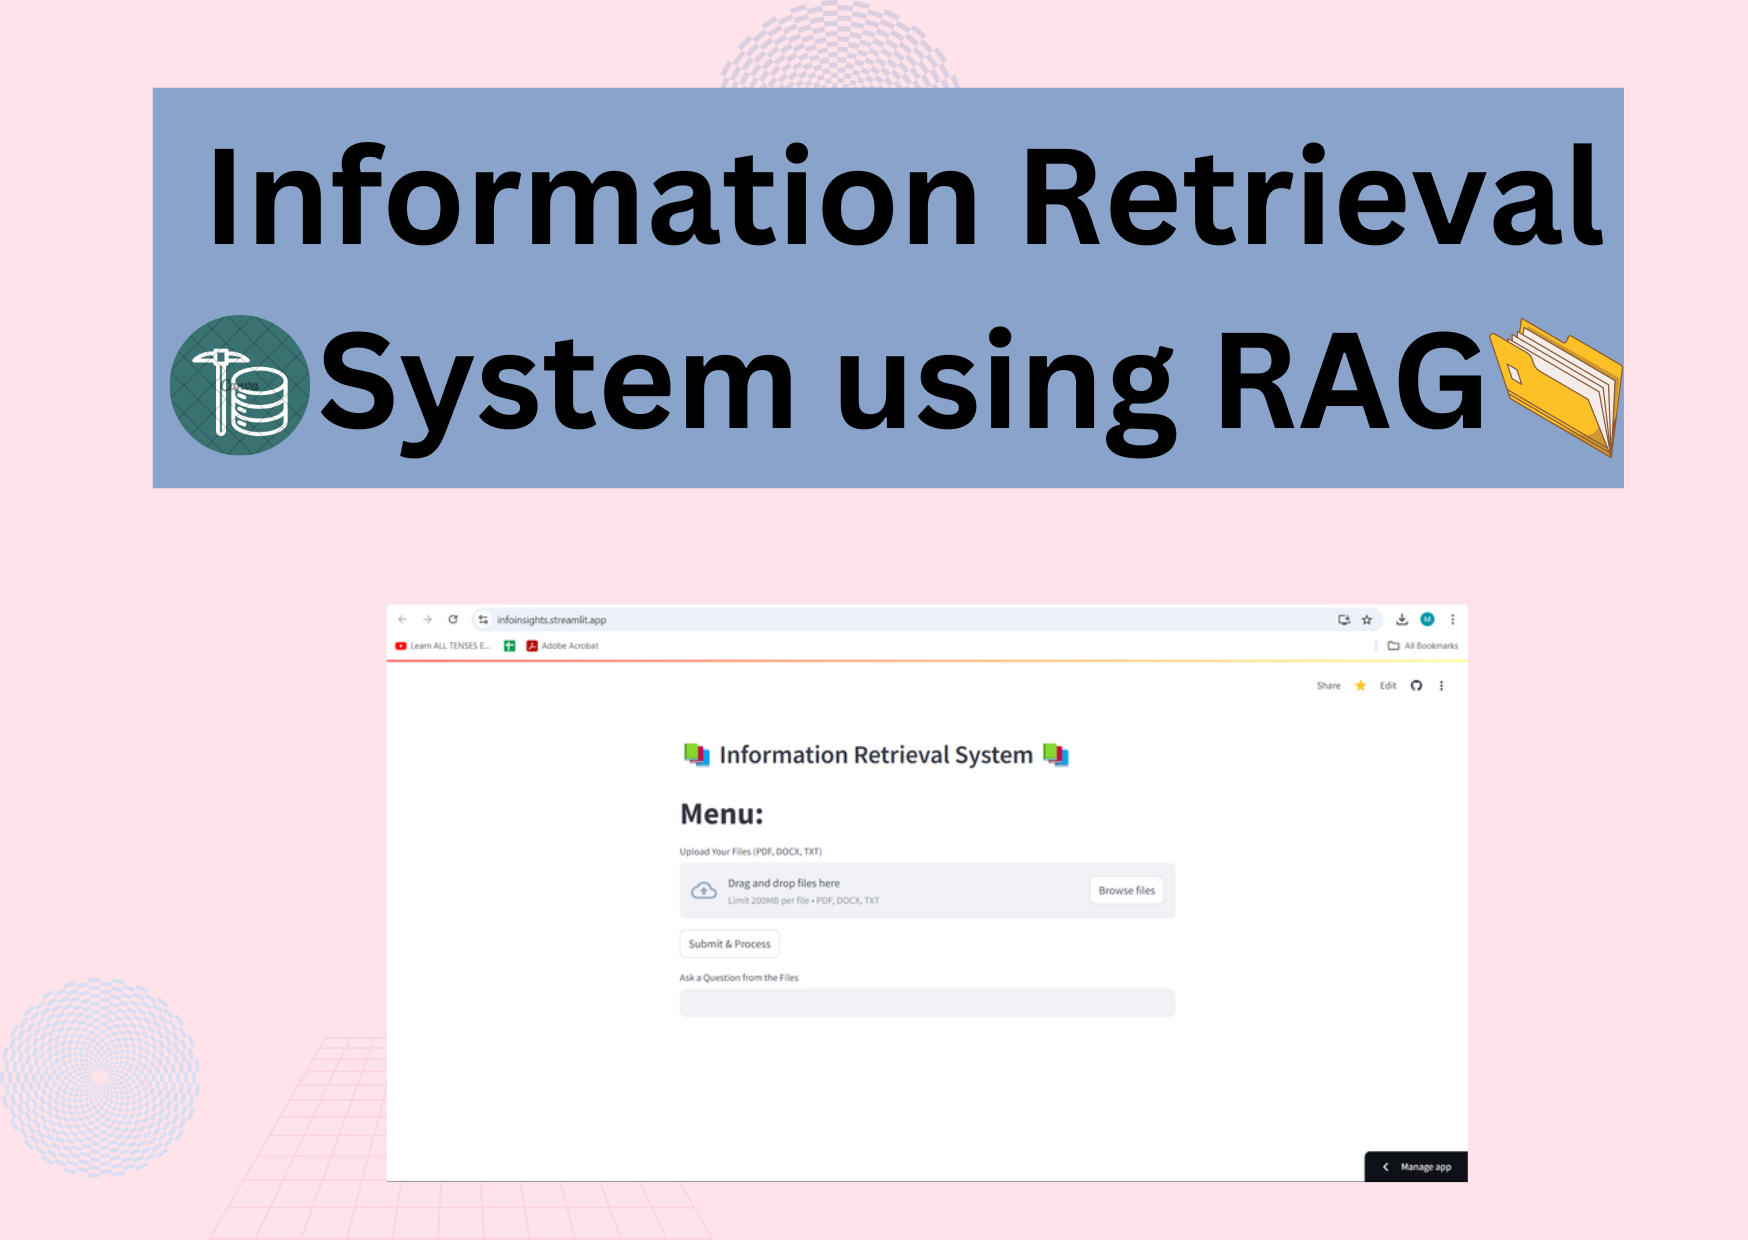 Information Retrieval
System using RAG
Canva
infoinsights.streamlit.app
M
Learn ALL TENSES E...
Adobe Acrobat
All Bookmarks
Share
Edit
Information Retrieval System
Menu:
Upload Your Files (PDF, DOCX, TXT)
Drag and drop files here
Limit 200MB per file • PDF, DOCX, TXT
Browse files
Submit & Process
Ask a Question from the Files
Manage app